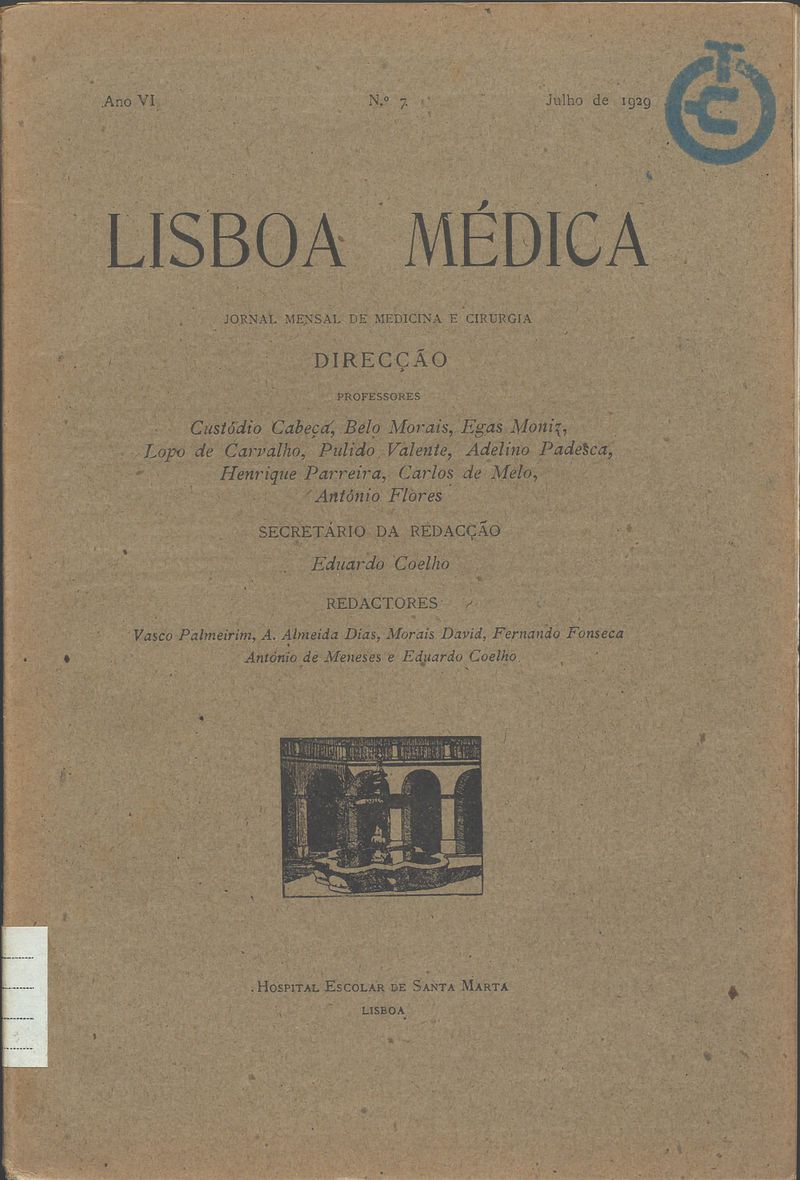 Ano VI
N.º 7
Julho de 1929
LISBOA MÉDICA
JORNAL MENSAL DE MEDICINA E CIRURGIA
DIRECÇÃO
PROFESSORES
Custódio Cabeça, Belo Morais, Egas Moniz,
Lopo de Carvalho, Pulido Valente, Adelino Padesca,
Henrique Parreira, Carlos de Melo,
António Flores
SECRETÁRIO DA REDACÇÃO
Eduardo Coelho
REDACTORES
Vasco Palmeirim, A. Almeida Dias, Morais David, Fernando Fonseca
António de Meneses e Eduardo Coelho
HOSPITAL ESCOLAR DE SANTA MARTA
LISBOA